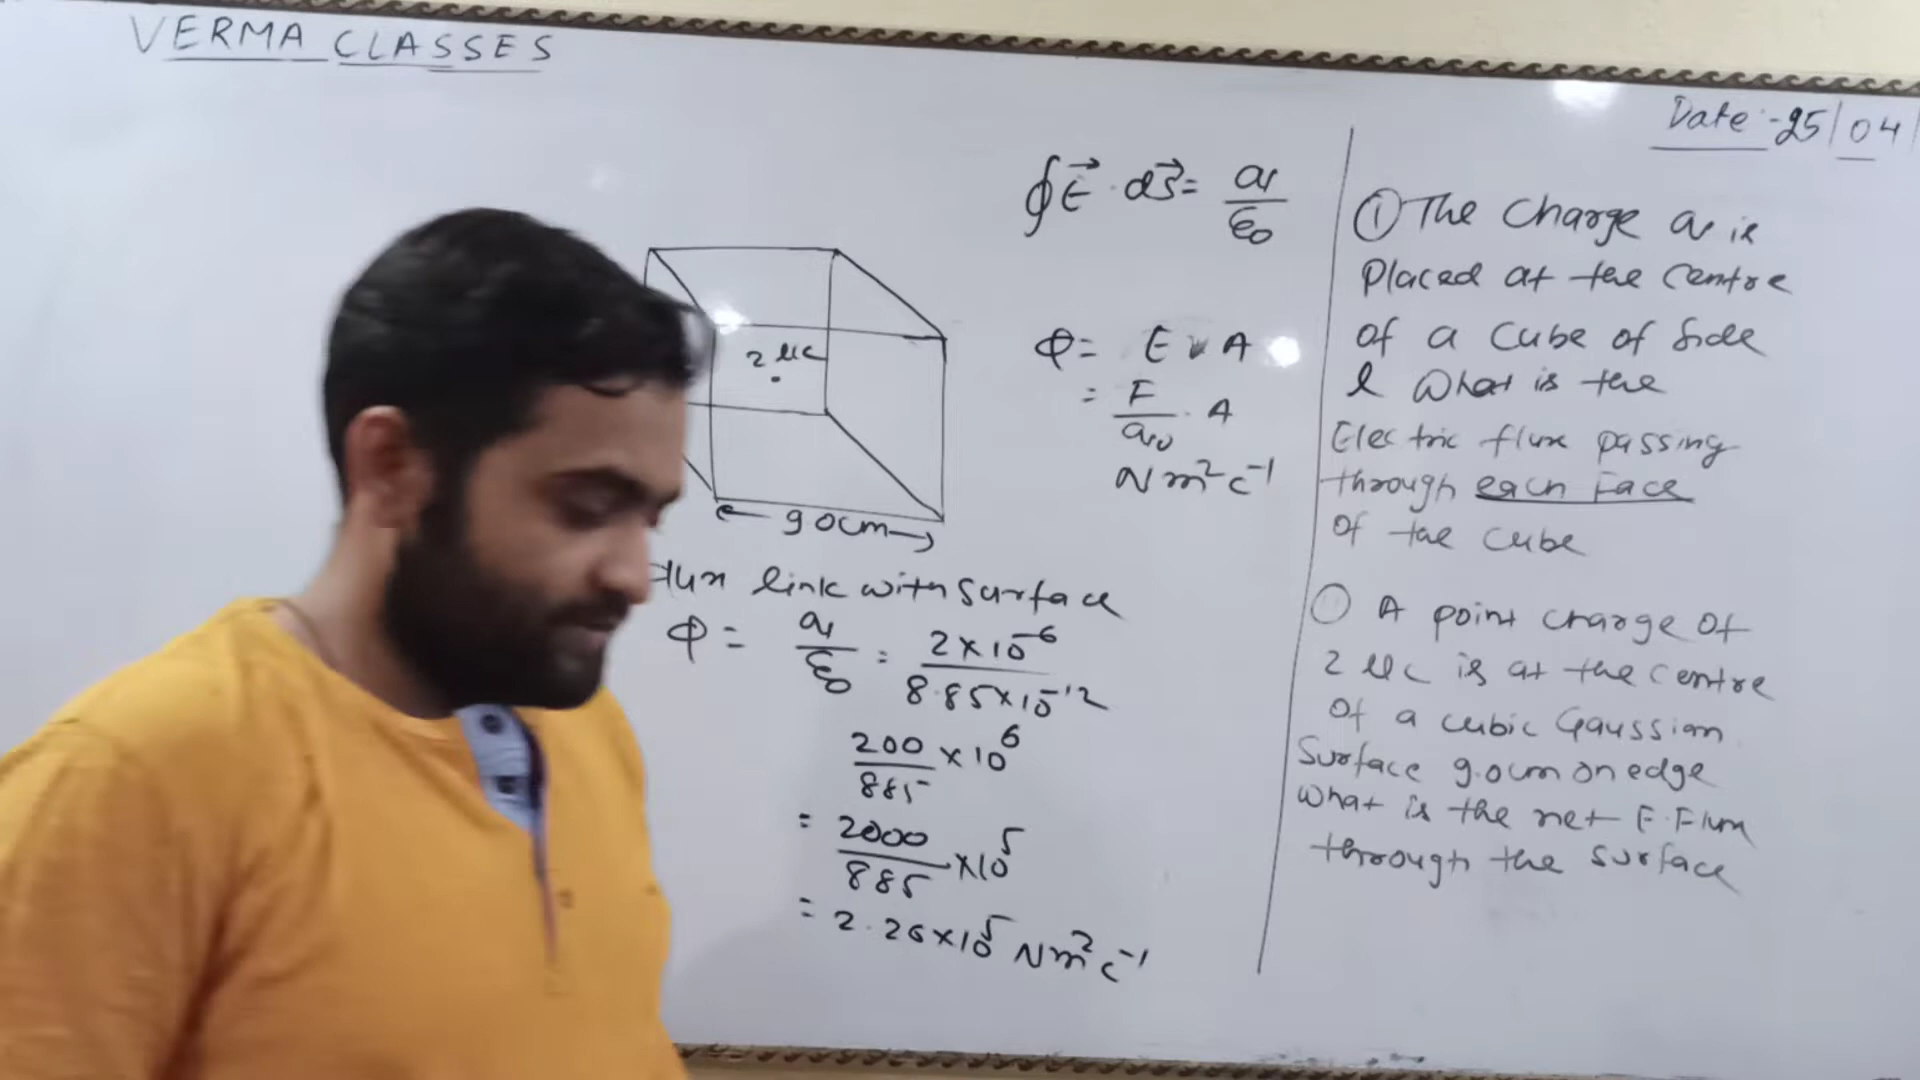 VERMA CLASSES
Date :- 25/04/
∮E⃗ · dS⃗ = q/ε0
Φ = E × A
= F/q0 · A
N m² C⁻¹
2 μc
← 9.0cm →
flux link with Surface
Φ = q/ε0 = 2×10⁻⁶/8.85×10⁻¹²
200/885 × 10⁶
= 2000/885 ×10⁵
= 2.26×10⁵ Nm²C⁻¹
① The Charge q is
Placed at the Centre
of a Cube of Side
l What is the
Electric flux passing
through each Face
of the Cube
A point charge of
2 μc is at the Centre
of a cubic Gaussian
Surface 9.0cm on edge
What is the net E.Flux
through the surface